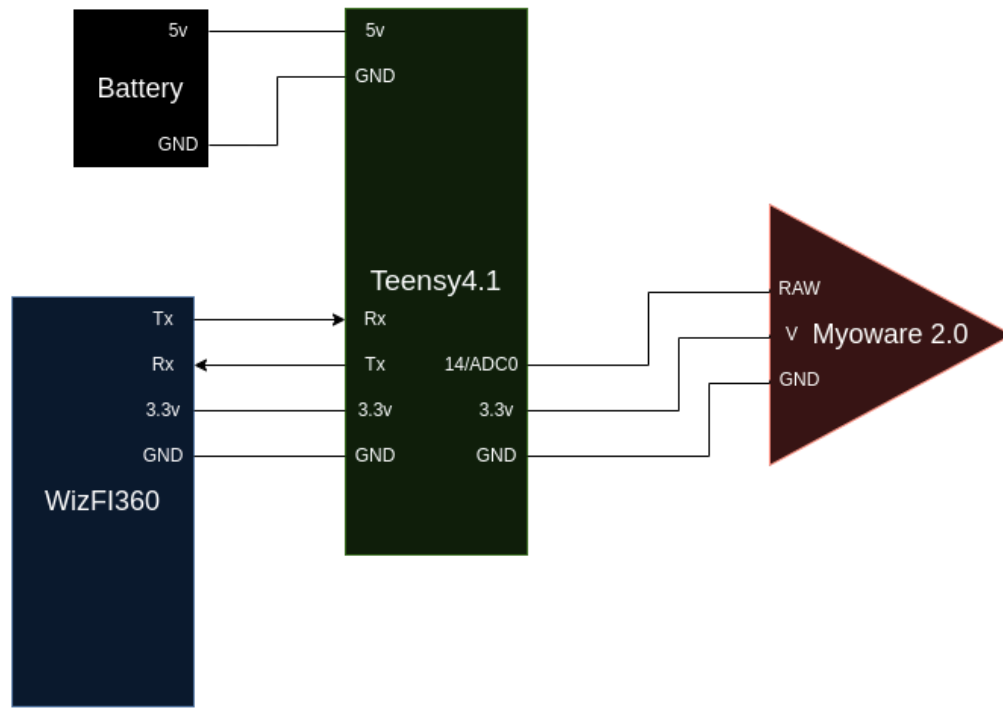 5v
Battery
GND
5v
GND
Teensy4.1
Rx
Tx
14/ADC0
3.3v
3.3v
GND
GND
Tx
Rx
3.3v
GND
WizFI360
RAW
V
Myoware 2.0
GND